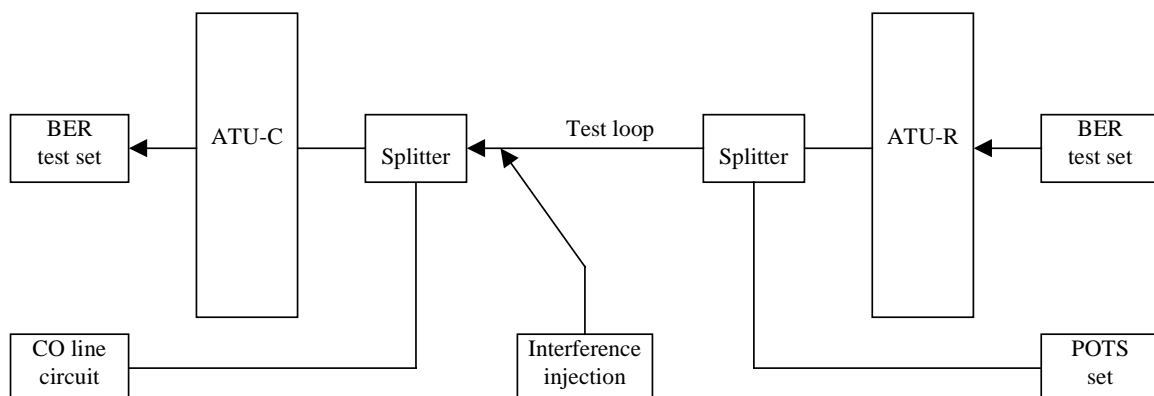 BER
test set
ATU-C
Splitter
Test loop
Splitter
ATU-R
BER
test set
CO line
circuit
Interference
injection
POTS
set